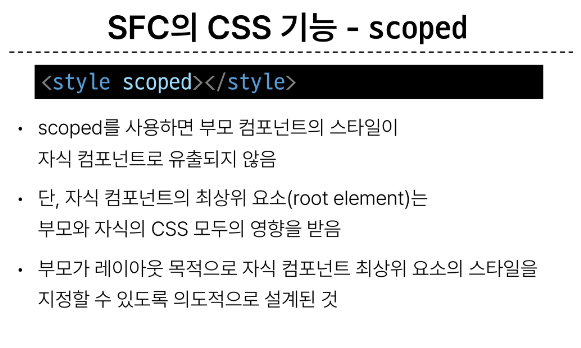 SFC의 CSS 기능 - scoped
<style scoped></style>
• scoped를 사용하면 부모 컴포넌트의 스타일이
자식 컴포넌트로 유출되지 않음
• 단, 자식 컴포넌트의 최상위 요소(root element)는
부모와 자식의 CSS 모두의 영향을 받음
• 부모가 레이아웃 목적으로 자식 컴포넌트 최상위 요소의 스타일을
지정할 수 있도록 의도적으로 설계된 것